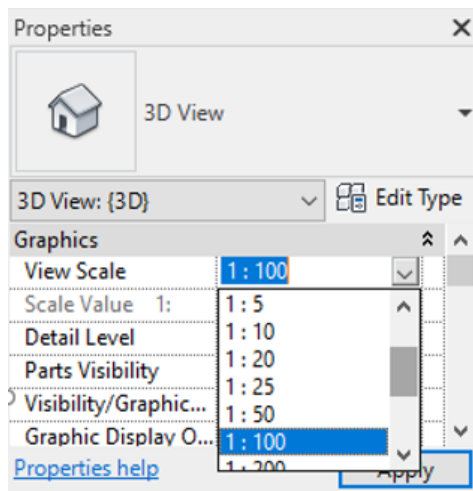 Properties
3D View
3D View: {3D}
Edit Type
Graphics
View Scale 1 : 100
Scale Value 1: 1 : 5
Detail Level 1 : 10
Parts Visibility 1 : 20
1 : 25
Visibility/Graphic... 1 : 50
Graphic Display O... 1 : 100
1 : 200
Properties help
Apply